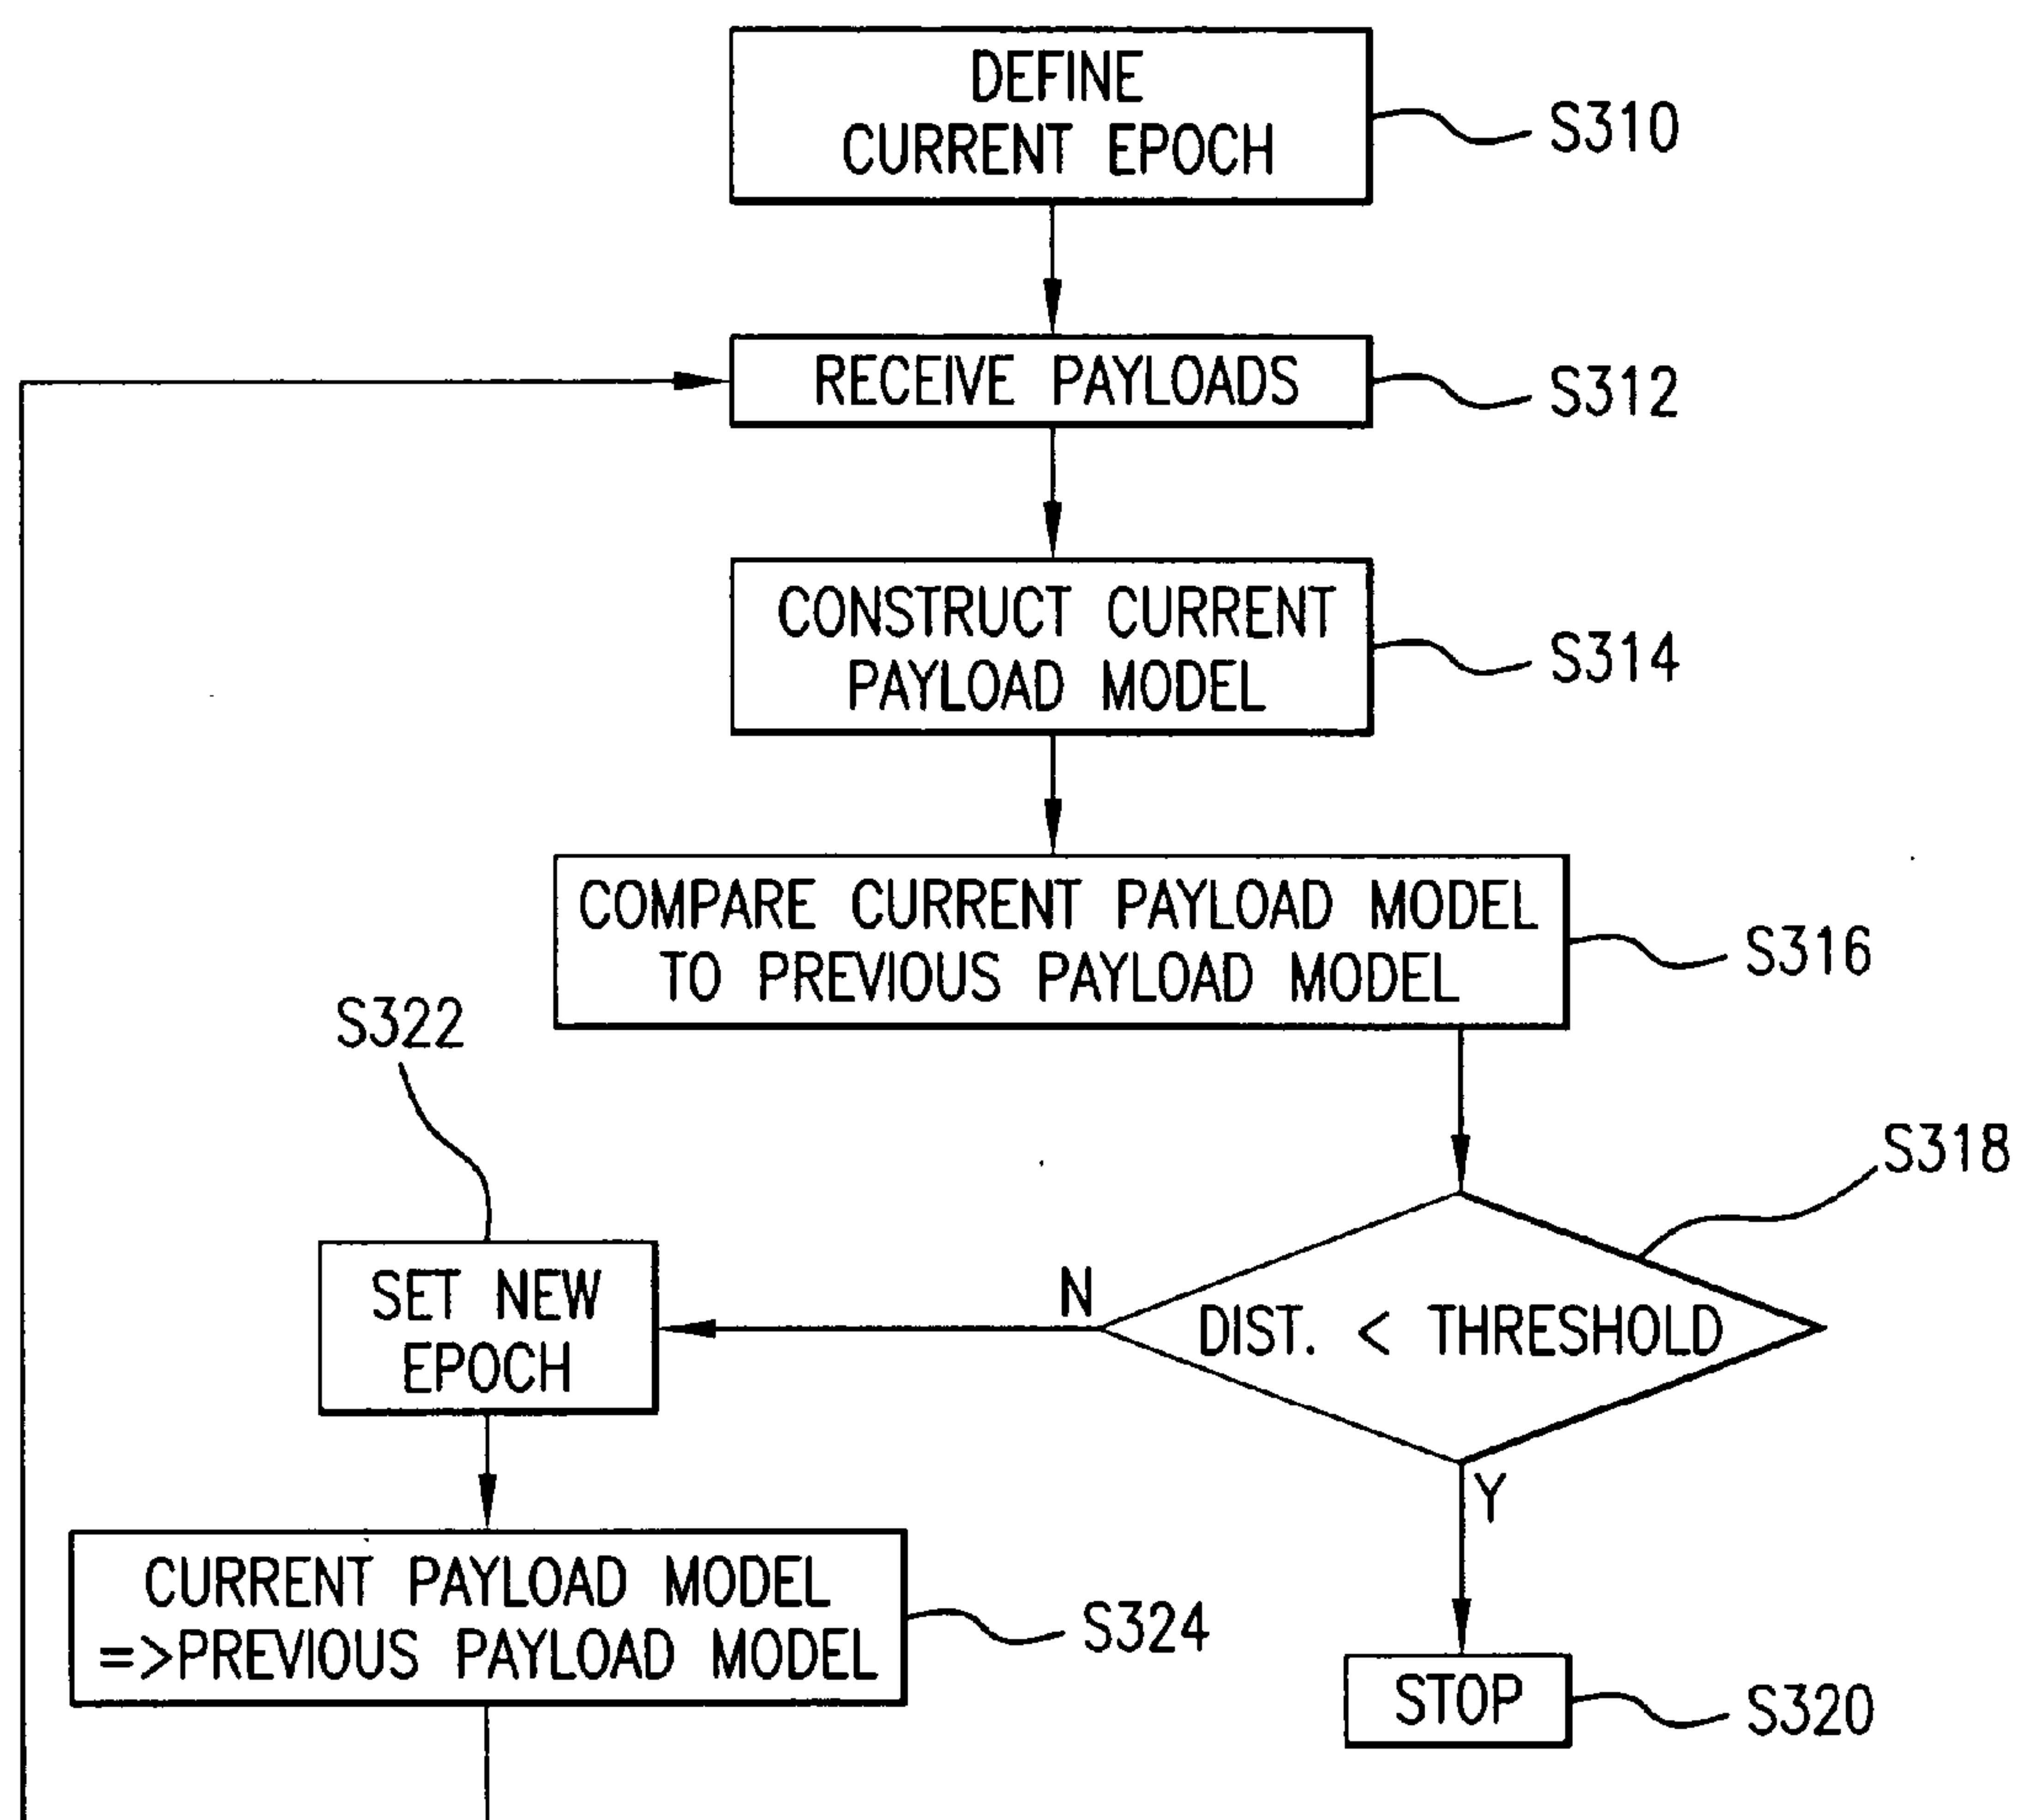 DEFINE
CURRENT EPOCH
S310
RECEIVE PAYLOADS
S312
CONSTRUCT CURRENT
PAYLOAD MODEL
S314
COMPARE CURRENT PAYLOAD MODEL
TO PREVIOUS PAYLOAD MODEL
S316
S322
S318
SET NEW
EPOCH
N
DIST. < THRESHOLD
Y
CURRENT PAYLOAD MODEL
=>PREVIOUS PAYLOAD MODEL
S324
STOP
S320